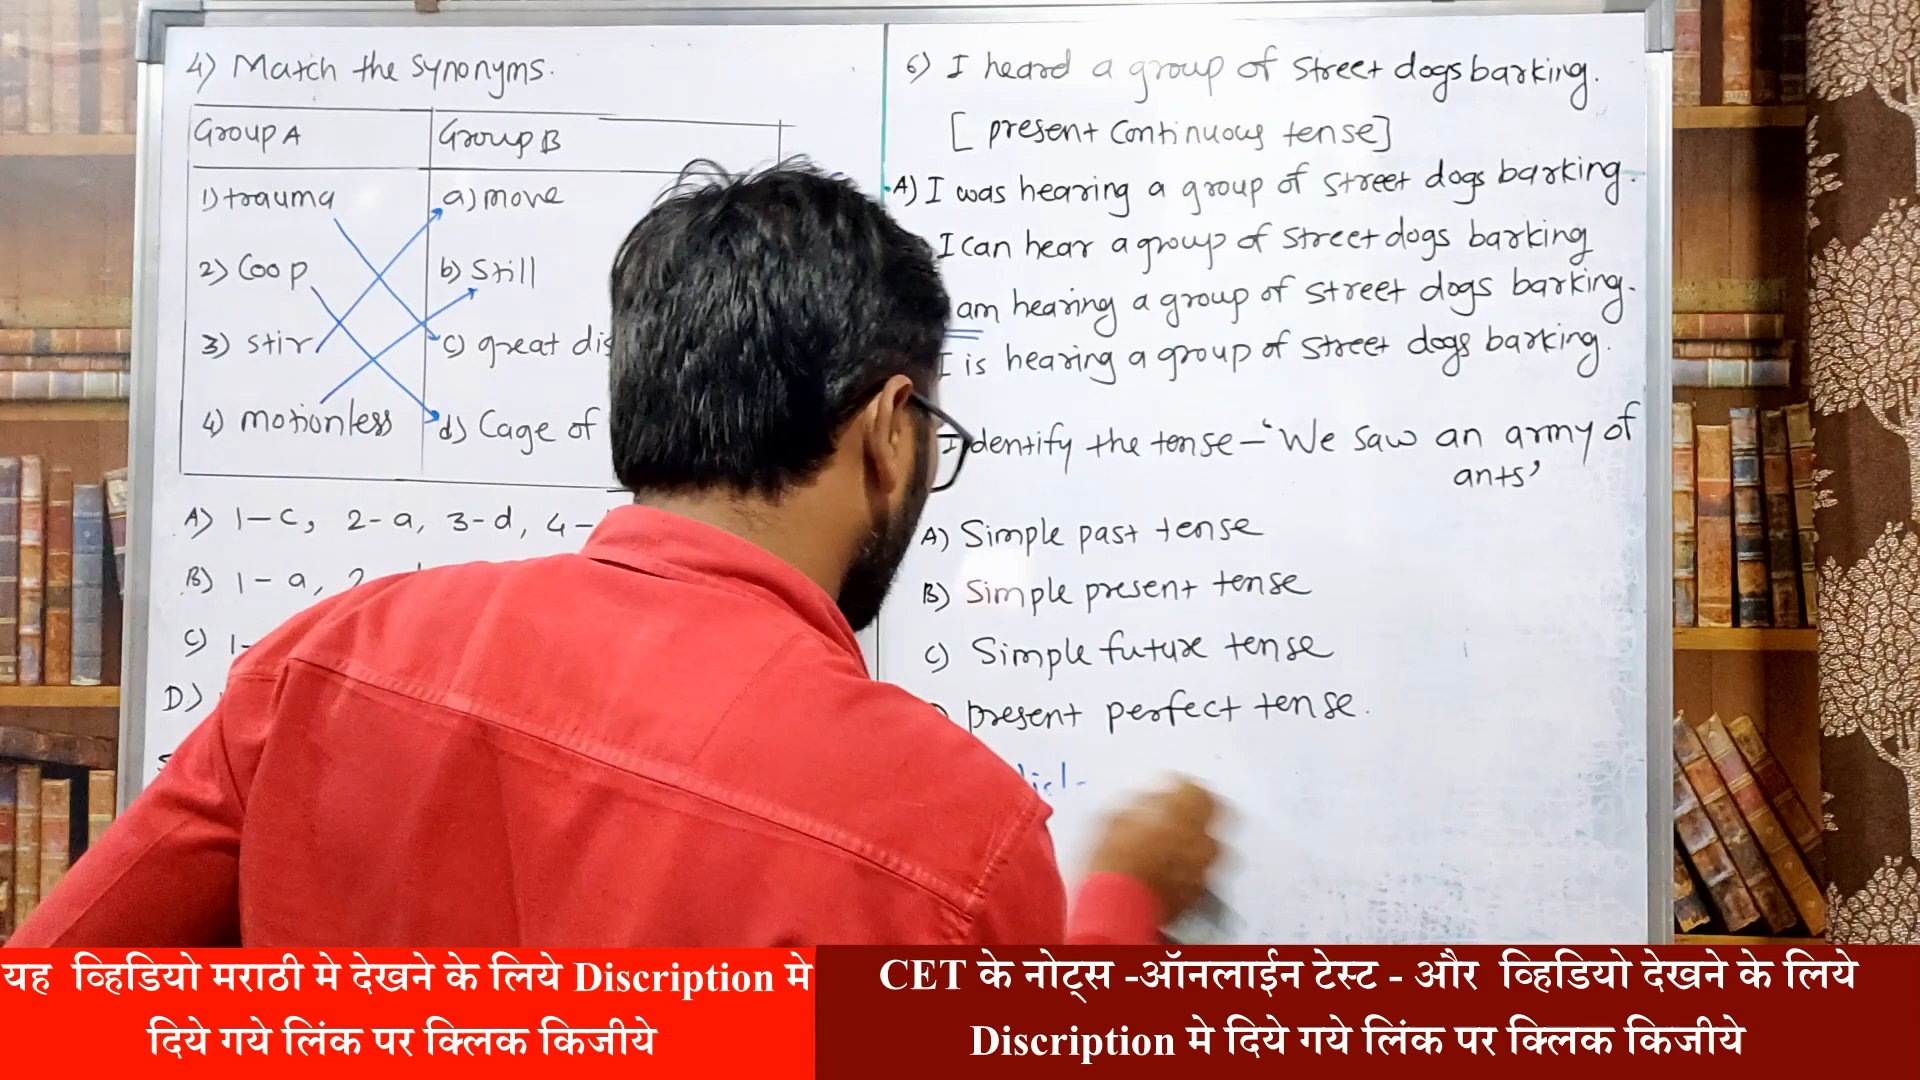 4) Match the synonyms.
Group A
Group B
1) trauma
a) move
2) Coop
b) Still
3) stir
c) great
4) motionless
d) Cage of
A) 1-c, 2-a, 3-d, 4-
B) 1-a, 2
C) 1-
D)
6) I heard a group of street dogs barking.
[present continuous tense]
A) I was hearing a group of street dogs barking.
I can hear a group of street dogs barking
am hearing a group of street dogs barking.
I is hearing a group of street dogs barking.
Identify the tense - 'We saw an army of
ants'
A) Simple past tense
B) Simple present tense
C) Simple future tense
present perfect tense.
यह व्हिडियो मराठी मे देखने के लिये Discription मे
दिये गये लिंक पर क्लिक किजीये
CET के नोट्स -ऑनलाईन टेस्ट - और व्हिडियो देखने के लिये
Discription मे दिये गये लिंक पर क्लिक किजीये